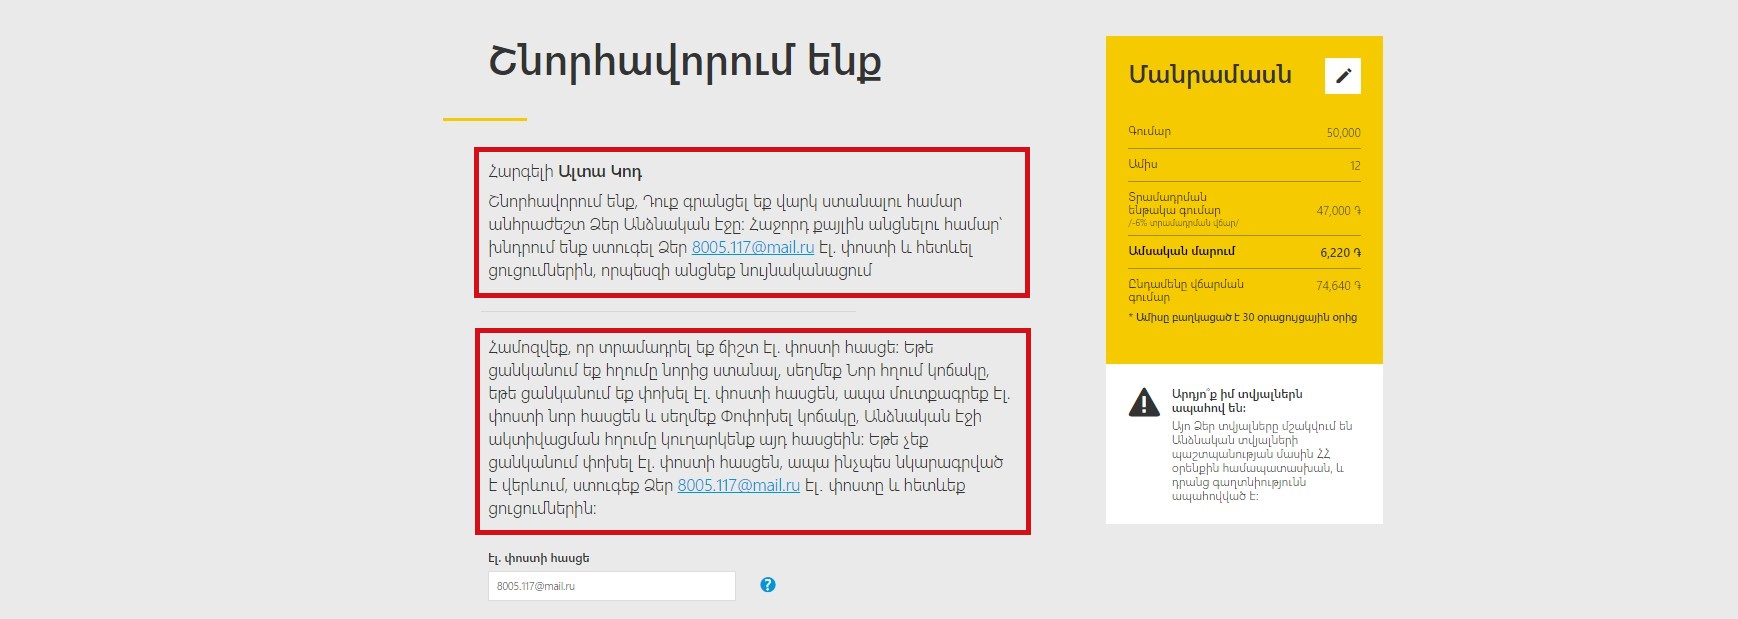 Շնորհավորում ենք
Հարգելի Ալտա Կոդ
Շնորհավորում ենք, Դուք գրանցել եք վարկ ստանալու համար
անհրաժեշտ Ձեր Անձնական էջը: Հաջորդ քայլին անցնելու համար՝
խնդրում ենք ստուգել Ձեր 8005.117@mail.ru էլ. փոստի և հետևել
ցուցումներին, որպեսզի անցնեք նույնականացում
Համոզվեք, որ տրամադրել եք ճիշտ էլ. փոստի հասցե: Եթե
ցանկանում եք հղումը նորից ստանալ, սեղմեք Նոր հղում կոճակը,
եթե ցանկանում եք փոխել էլ. փոստի հասցեն, ապա մուտքագրեք էլ.
փոստի նոր հասցեն և սեղմեք Փոփոխել կոճակը, Անձնական էջի
ակտիվացման հղումը կուղարկենք այդ հասցեին: Եթե չեք
ցանկանում փոխել էլ. փոստի հասցեն, ապա ինչպես նկարագրված
է վերևում, ստուգեք Ձեր 8005.117@mail.ru էլ. փոստը և հետևեք
ցուցումներին:
էլ. փոստի հասցե
8005.117@mail.ru
?
Մանրամասն
Գումար 50,000
Ամիս 12
Տրամադրման
ենթակա գումար 47,000 ֏
/-6% տրամադրման վճար/
Ամսական մարում 6,220 ֏
Ընդամենը վճարման 74,640 ֏
գումար
* Ամիսը բաղկացած է 30 օրացույցային օրից
Արդյո՞ք իմ տվյալներն
ապահով են:
Այո Ձեր տվյալները մշակվում են
Անձնական տվյալների
պաշտպանության մասին ՀՀ
օրենքին համապատասխան, և
դրանց գաղտնիությունն
ապահովված է: